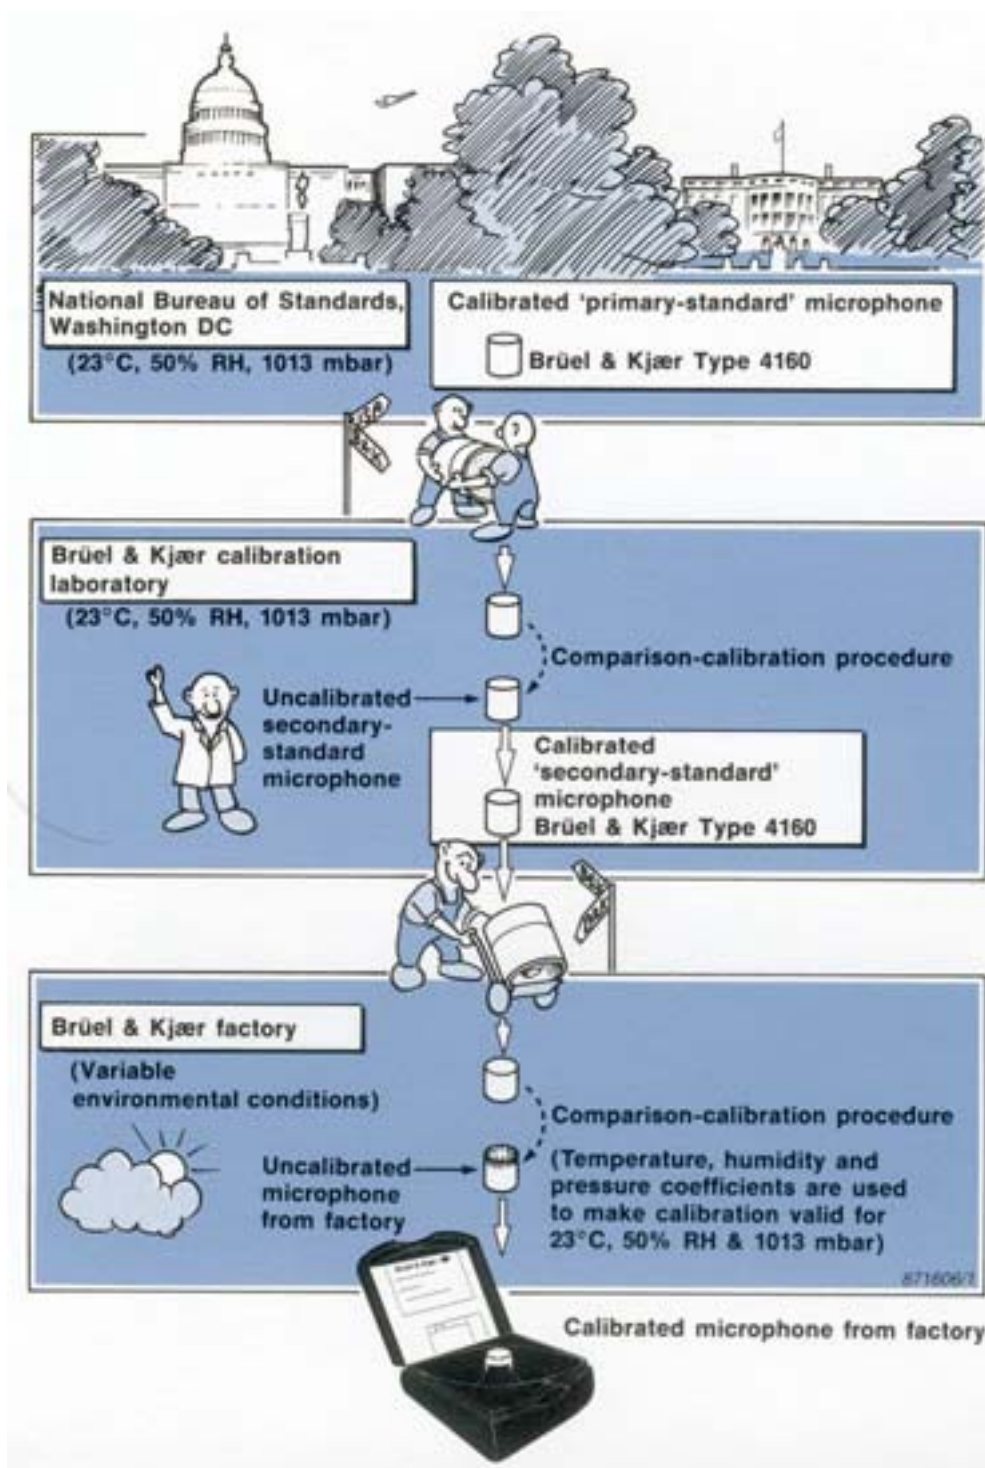 National Bureau of Standards,
Washington DC
(23°C, 50% RH, 1013 mbar)
Calibrated ‘primary-standard’ microphone
Brüel & Kjær Type 4160
Brüel & Kjær calibration
laboratory
(23°C, 50% RH, 1013 mbar)
Comparison-calibration procedure
Uncalibrated
secondary-
standard
microphone
Calibrated
‘secondary-standard’
microphone
Brüel & Kjær Type 4160
Brüel & Kjær factory
(Variable
environmental conditions)
Comparison-calibration procedure
Uncalibrated
microphone
from factory
(Temperature, humidity and
pressure coefficients are used
to make calibration valid for
23°C, 50% RH & 1013 mbar)
871606/1
Calibrated microphone from factory